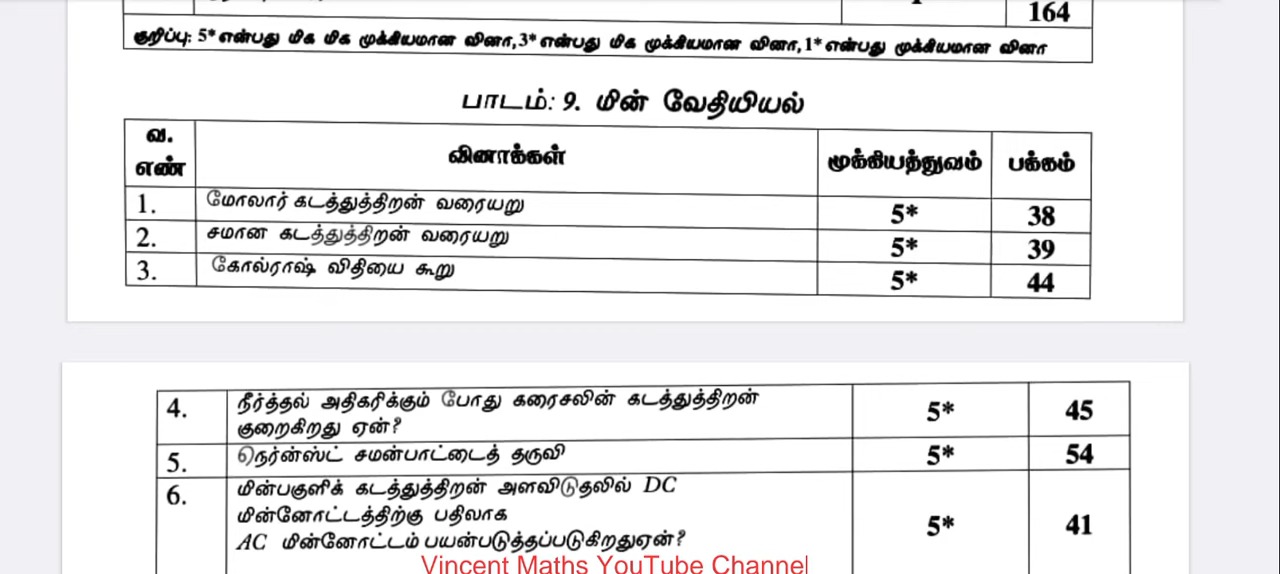 164
குறிப்பு: 5* என்பது மிக மிக முக்கியமான வினா, 3* என்பது மிக முக்கியமான வினா, 1* என்பது முக்கியமான வினா
பாடம்: 9. மின் வேதியியல்
வ. எண் வினாக்கள் முக்கியத்துவம் பக்கம்
1. மோலார் கடத்துத்திறன் வரையறு 5* 38
2. சமான கடத்துத்திறன் வரையறு 5* 39
3. கோல்ராஷ் விதியை கூறு 5* 44
4. நீர்த்தல் அதிகரிக்கும் போது கரைசலின் கடத்துத்திறன் 5* 45
குறைகிறது ஏன்?
5. நெர்ன்ஸ்ட் சமன்பாட்டைத் தருவி 5* 54
6. மின்பகுளிக் கடத்துத்திறன் அளவிடுதலில் DC
மின்னோட்டத்திற்கு பதிலாக 5* 41
AC மின்னோட்டம் பயன்படுத்தப்படுகிறதுஏன்?
Vincent Maths YouTube Channel